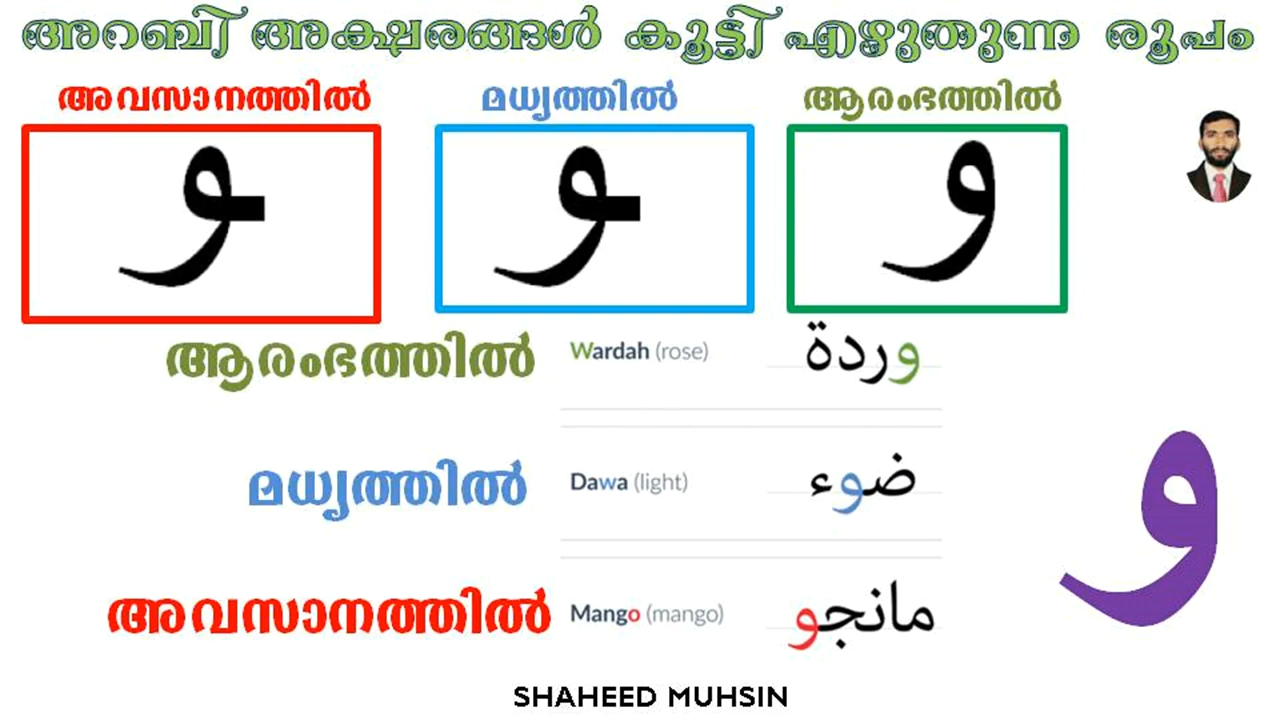 അറബി അക്ഷരങ്ങൾ കൂട്ടി എഴുതുന്ന രൂപം
അവസാനത്തിൽ മധ്യത്തിൽ ആരംഭത്തിൽ
ـو ـو و
ആരംഭത്തിൽ Wardah (rose) وردة
മധ്യത്തിൽ Dawa (light) ضوء
و
അവസാനത്തിൽ Mango (mango) مانجو
SHAHEED MUHSIN